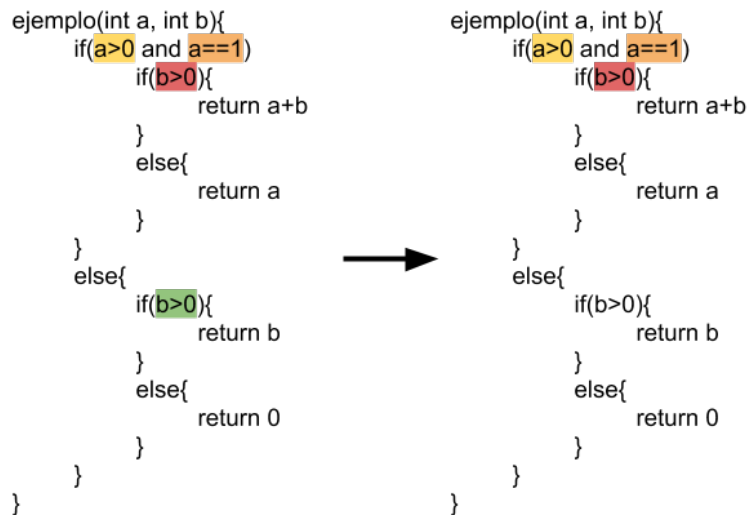 ejemplo(int a, int b){
if(a>0 and a==1)
if(b>0){
return a+b
}
else{
return a
}
}
else{
if(b>0){
return b
}
else{
return 0
}
}
}
ejemplo(int a, int b){
if(a>0 and a==1)
if(b>0){
return a+b
}
else{
return a
}
}
else{
if(b>0){
return b
}
else{
return 0
}
}
}